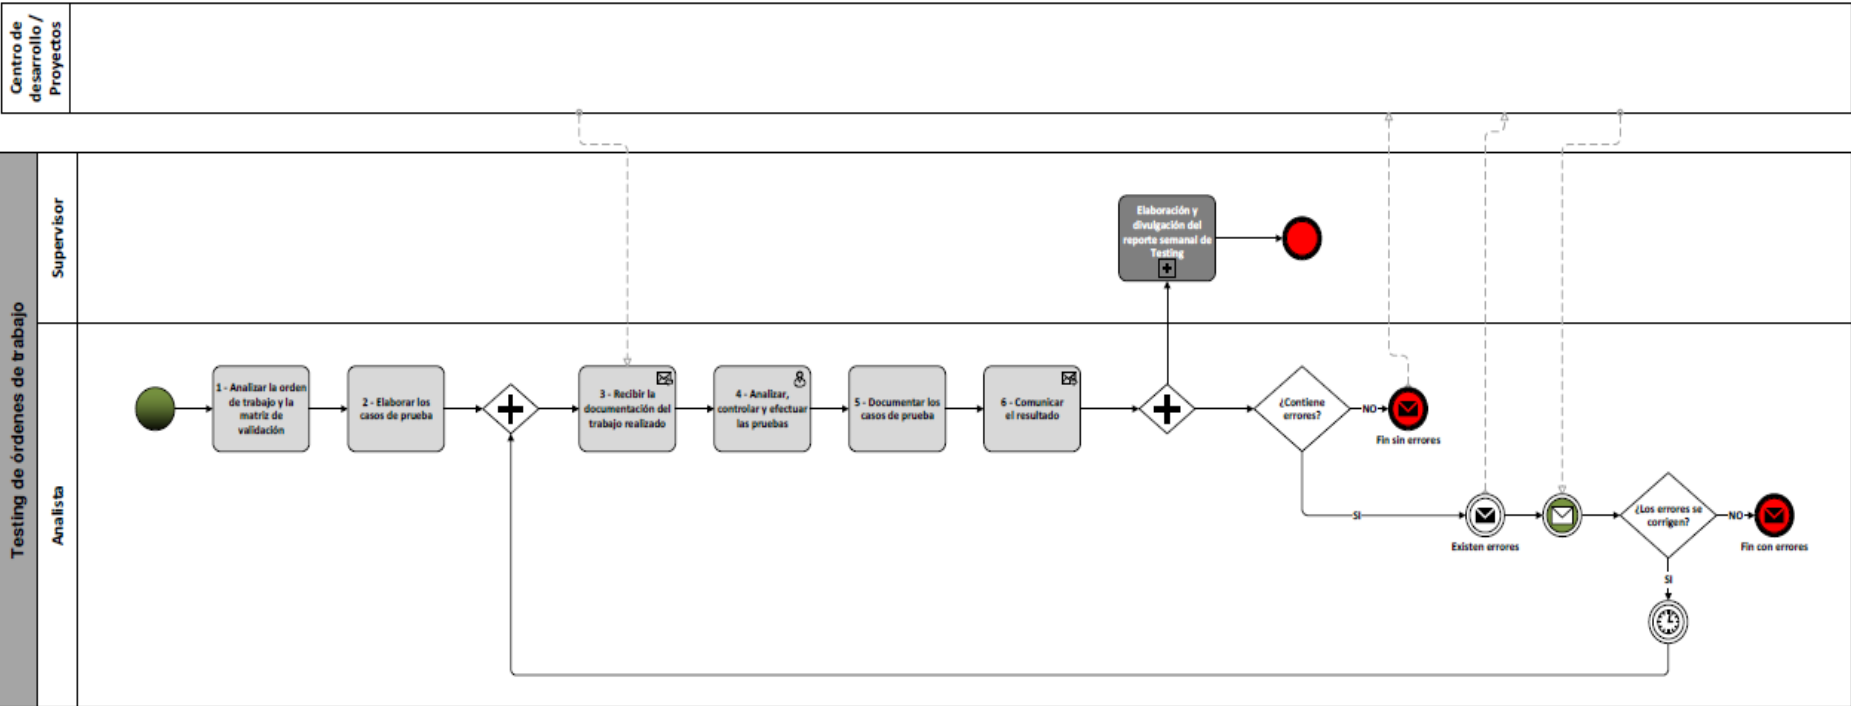 Centro de
desarrollo /
Proyectos
Testing de órdenes de trabajo
Supervisor
Elaboración y
divulgación del
reporte semanal de
Testing
Analista
1 - Analizar la orden
de trabajo y la
matriz de
validación
2 - Elaborar los
casos de prueba
3 - Recibir la
documentación del
trabajo realizado
4 - Analizar,
controlar y efectuar
las pruebas
5 - Documentar los
casos de prueba
6 - Comunicar
el resultado
¿Contiene
errores?
NO
Fin sin errores
SI
Existen errores
¿Los errores se
corrigen?
NO
Fin con errores
SI